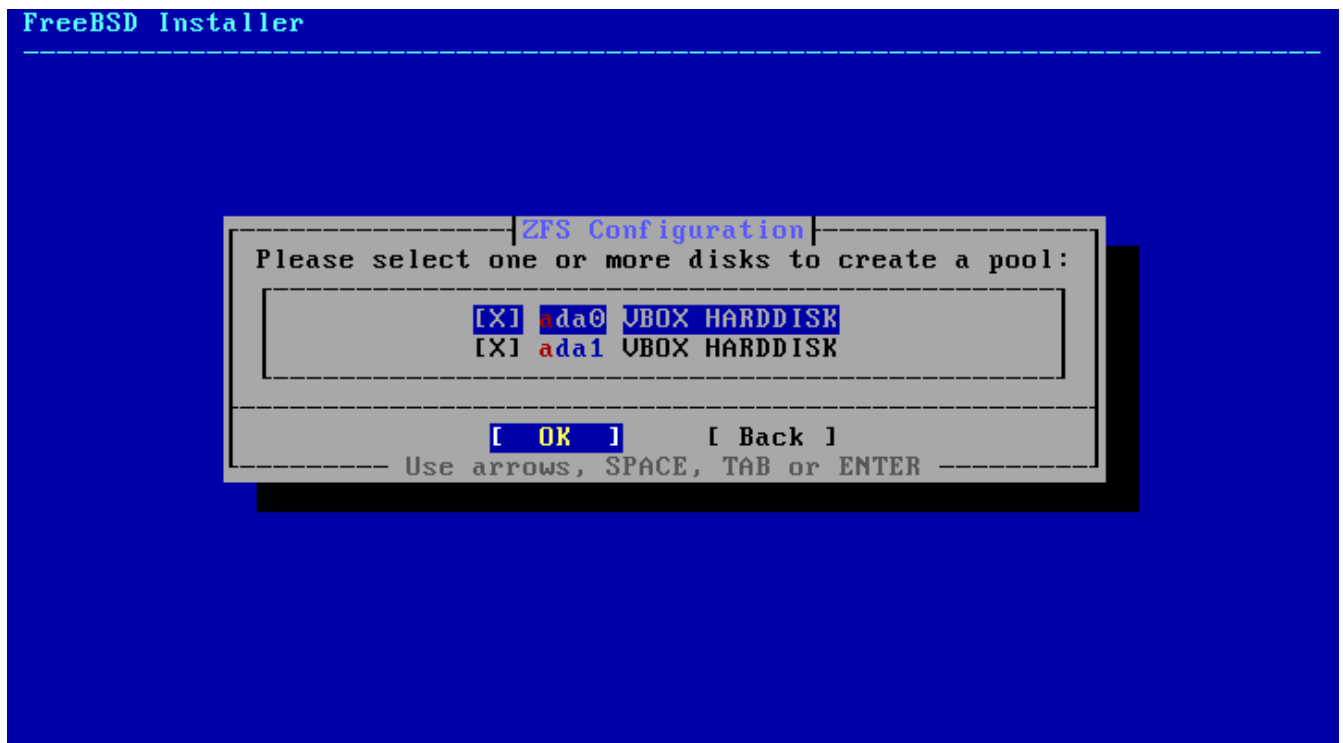 FreeBSD Installer
ZFS Configuration
Please select one or more disks to create a pool:
[X] ada0 VBOX HARDDISK
[X] ada1 VBOX HARDDISK
[ OK ] [ Back ]
Use arrows, SPACE, TAB or ENTER